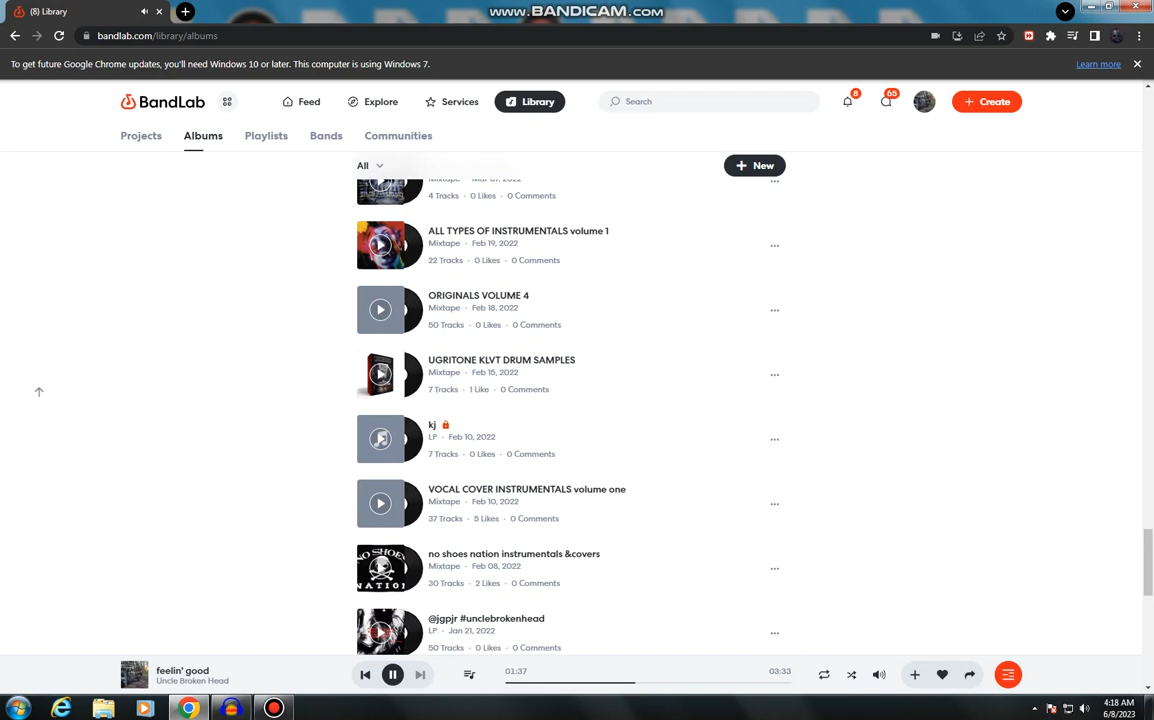 (8) Library
www.BANDICAM.com
bandlab.com/library/albums
To get future Google Chrome updates, you'll need Windows 10 or later. This computer is using Windows 7.
Learn more
BandLab
Feed
Explore
Services
Library
Search
8
65
Create
Projects
Albums
Playlists
Bands
Communities
All
New
4 Tracks · 0 Likes · 0 Comments
ALL TYPES OF INSTRUMENTALS volume 1
Mixtape · Feb 19, 2022
22 Tracks · 0 Likes · 0 Comments
ORIGINALS VOLUME 4
Mixtape · Feb 18, 2022
50 Tracks · 0 Likes · 0 Comments
UGRITONE KLVT DRUM SAMPLES
Mixtape · Feb 15, 2022
7 Tracks · 1 Like · 0 Comments
kj
LP · Feb 10, 2022
7 Tracks · 0 Likes · 0 Comments
VOCAL COVER INSTRUMENTALS volume one
Mixtape · Feb 10, 2022
37 Tracks · 5 Likes · 0 Comments
NO SHOES
NATION
no shoes nation instrumentals &covers
Mixtape · Feb 08, 2022
30 Tracks · 2 Likes · 0 Comments
@jgpjr #unclebrokenhead
LP · Jan 21, 2022
50 Tracks · 0 Likes · 0 Comments
feelin' good
Uncle Broken Head
01:37
03:33
4:18 AM
6/8/2023